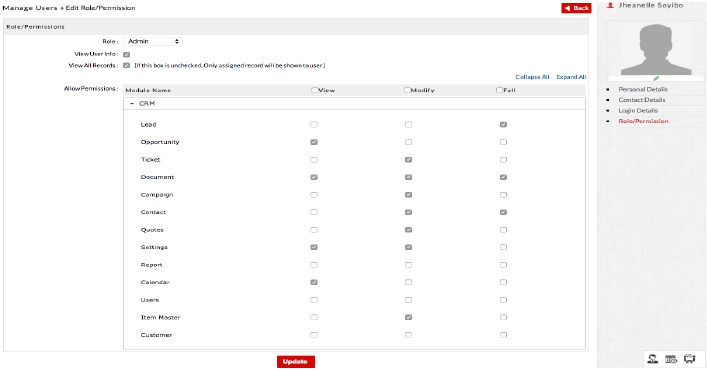 Manage Users » Edit Role/Permission
Back
Jheanelle Soyibo
Role/Permissions
Role :
Admin
View User Info :
View All Records :
[If this box is unchecked. Only assigned record will be shown to user.]
Collapse All Expand All
Allow Permissions :
Module Name View Modify Full
- CRM
Lead
Opportunity
Ticket
Document
Campaign
Contact
Quotes
Settings
Report
Calendar
Users
Item Master
Customer
Update
Personal Details
Contact Details
Login Details
Role/Permission